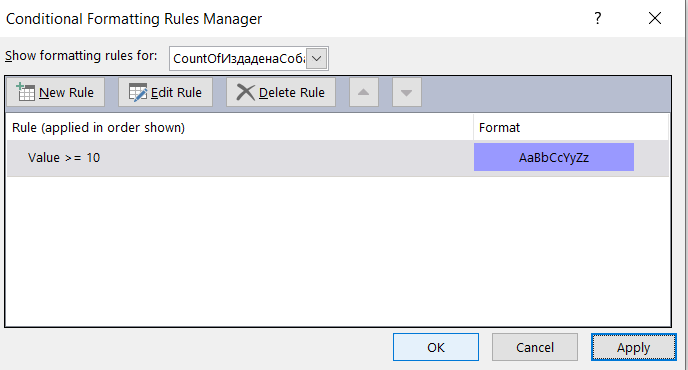 Conditional Formatting Rules Manager
?
Show formatting rules for: CountOfИздаденаСоба
New Rule Edit Rule Delete Rule
Rule (applied in order shown) Format
Value >= 10 AaBbCcYyZz
OK Cancel Apply